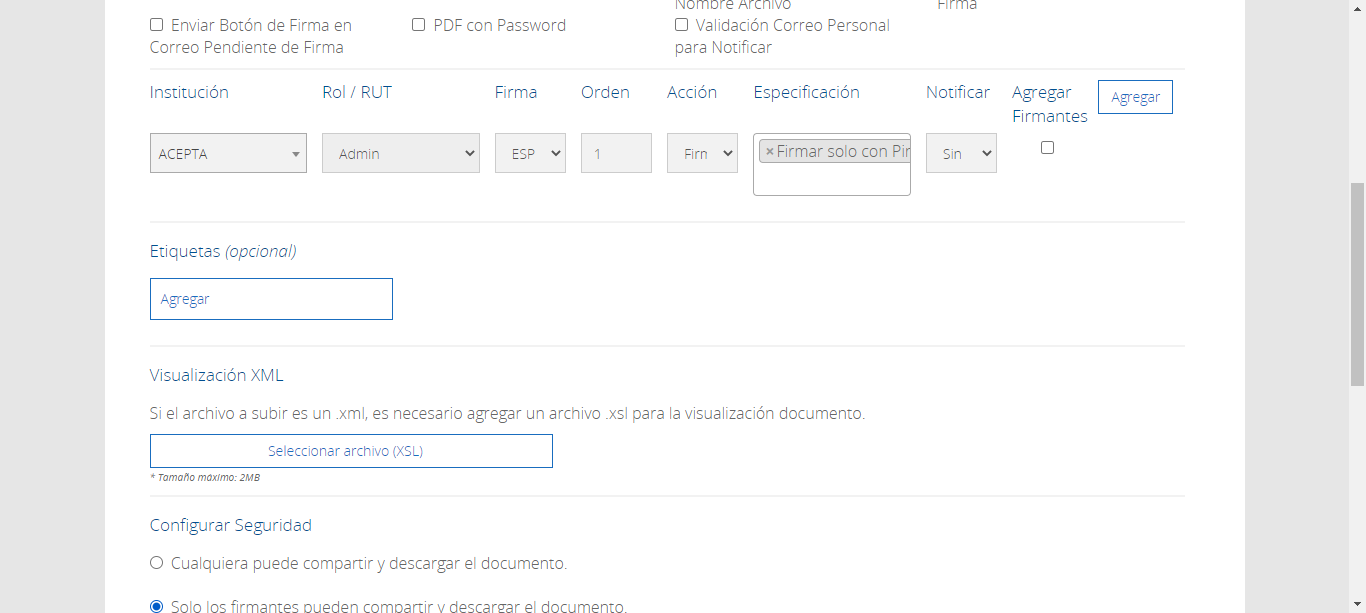 Nombre Archivo
Firma
Enviar Botón de Firma en
Correo Pendiente de Firma
PDF con Password
Validación Correo Personal
para Notificar
Institución
Rol / RUT
Firma
Orden
Acción
Especificación
Notificar
Agregar
Firmantes
Agregar
ACEPTA
Admin
ESP
1
Firn
×Firmar solo con Pir
Sin
Etiquetas (opcional)
Agregar
Visualización XML
Si el archivo a subir es un .xml, es necesario agregar un archivo .xsl para la visualización documento.
Seleccionar archivo (XSL)
* Tamaño máximo: 2MB
Configurar Seguridad
Cualquiera puede compartir y descargar el documento.
Solo los firmantes pueden compartir y descargar el documento.